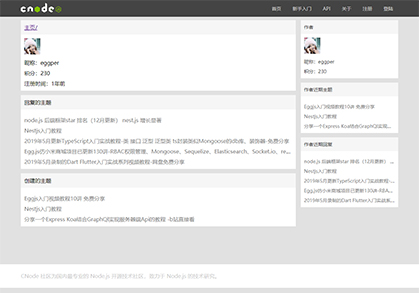 cnode
首页 新手入门 API 关于 注册 登陆
主页/
昵称：eggper
积分：230
注册时间：1年前
回复的主题
node.js 后端框架star 排名（12月更新） nest.js 增长显著
Nestjs入门教程
2019年5月更新TypeScript入门实战教程-类 接口 泛型 泛型类 ts封装类似Mongoose的db库、装饰器-免费分享
Egg.js仿小米商城项目已更新130讲-RBAC权限管理、Mongoose、Sequelize、Elasticsearch、Socket.io、re...
2019年5月录制的Dart Flutter入门实战系列视频教程-网盘免费分享
创建的主题
Eggjs入门视频教程10讲 免费分享
Nestjs入门教程
分享一个Express Koa结合GraphQl实现服务器端Api的教程
作者
昵称：eggper
积分：230
作者近期主题
Eggjs入门视频教程10讲 免费分享
Nestjs入门教程
分享一个Express Koa结合GraphQl实现...
作者近期回复
node.js 后端框架star 排名（12月更新） ...
Nestjs入门教程
2019年5月更新TypeScript入门实战教程-...
Egg.js仿小米商城项目已更新130讲-RBA...
2019年5月录制的Dart Flutter入门实战系...
CNode 社区为国内最专业的 Node.js 开源技术社区，致力于 Node.js 的技术研究。